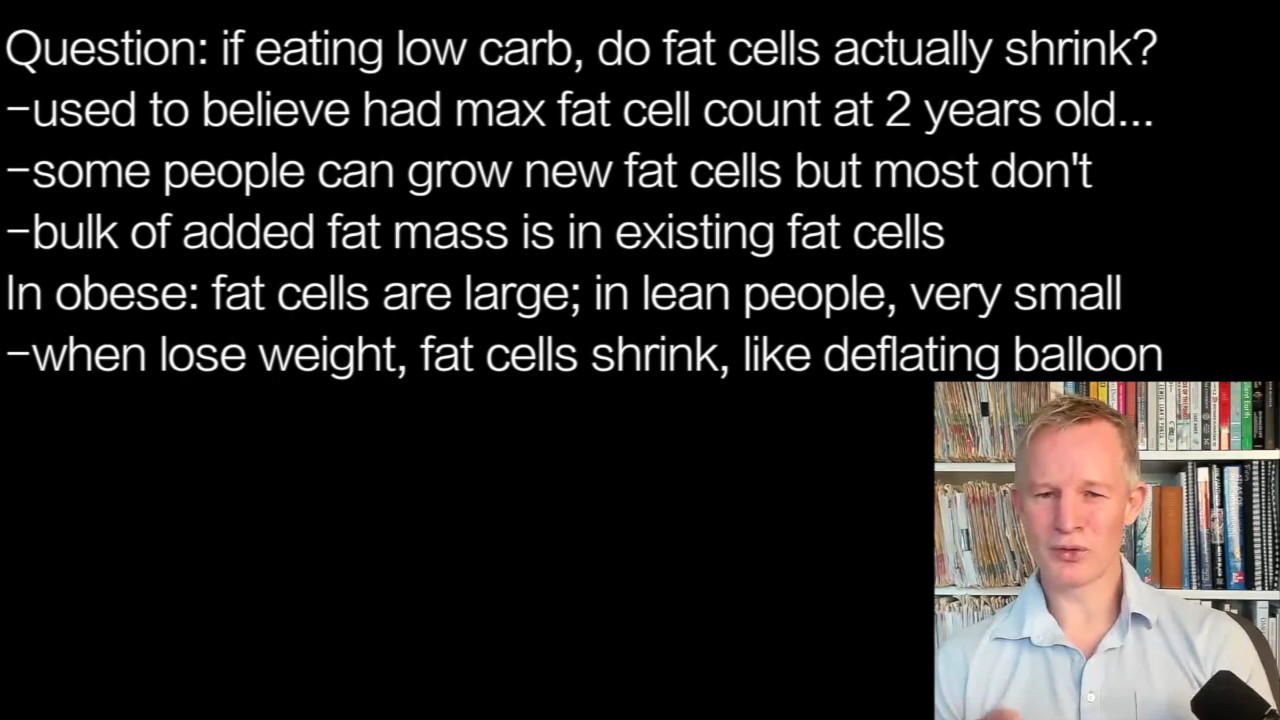 Question: if eating low carb, do fat cells actually shrink?
-used to believe had max fat cell count at 2 years old...
-some people can grow new fat cells but most don't
-bulk of added fat mass is in existing fat cells
In obese: fat cells are large; in lean people, very small
-when lose weight, fat cells shrink, like deflating balloon